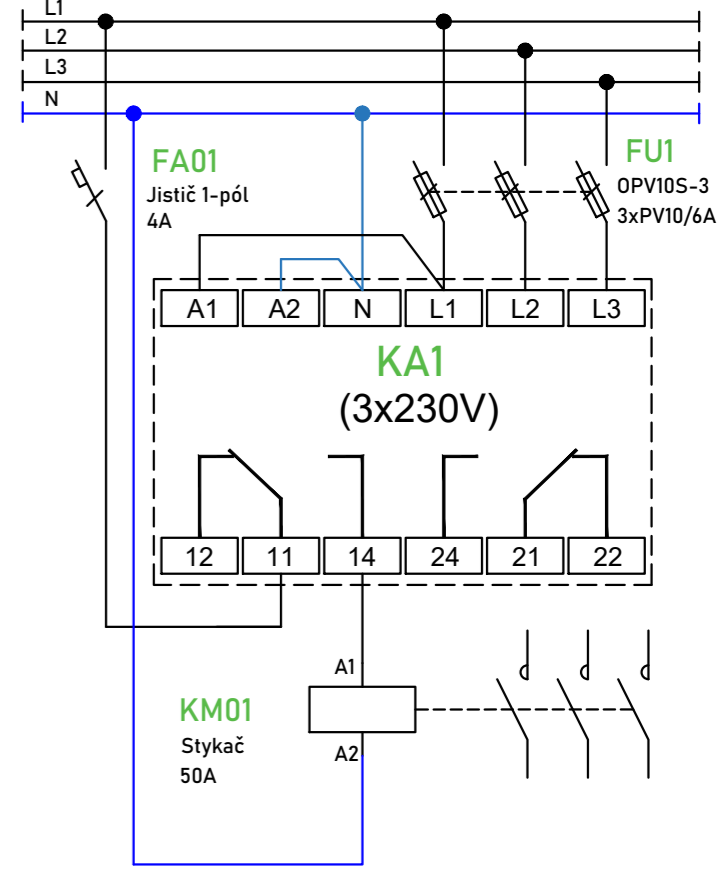 L1
L2
L3
N
FA01
Jistič 1-pól
4A
FU1
OPV10S-3
3xPV10/6A
A1
A2
N
L1
L2
L3
KA1
(3x230V)
12
11
14
24
21
22
A1
KM01
Stykač
50A
A2